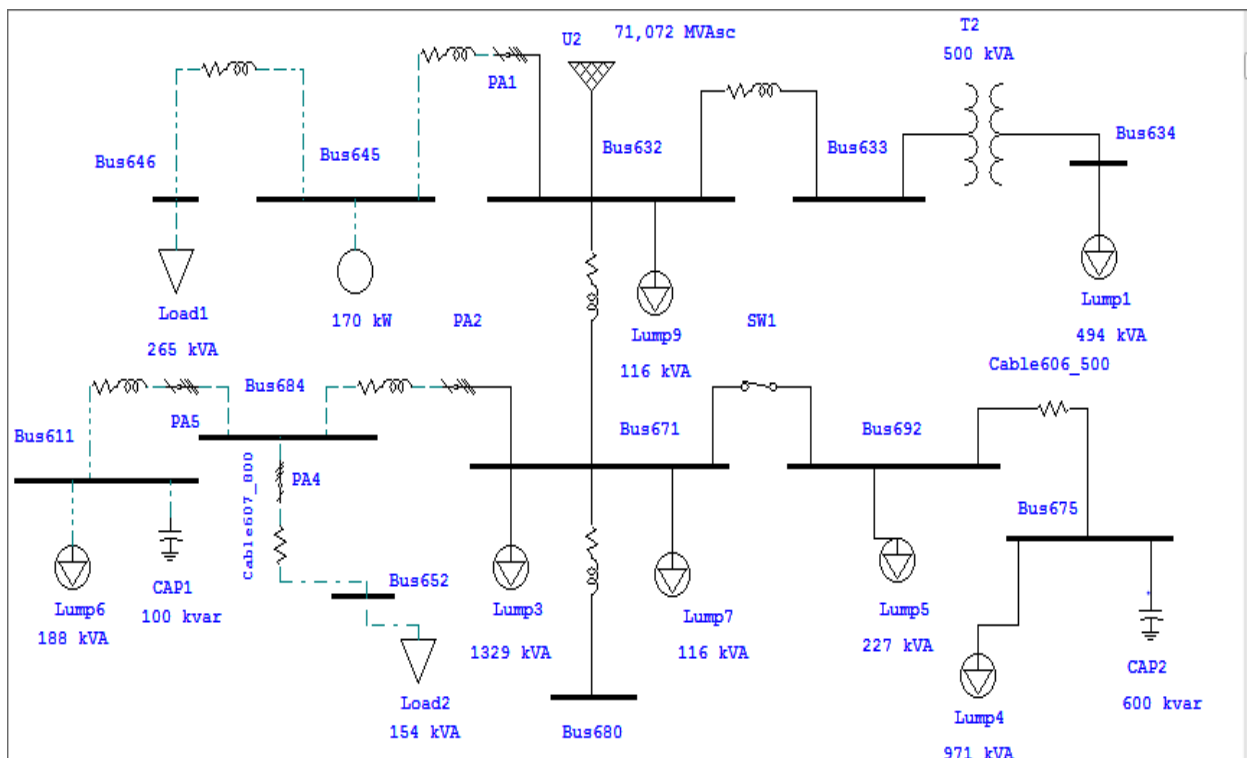 T2
71,072 MVAsc
U2
500 kVA
PA1
Bus646
Bus645
Bus632
Bus633
Bus634
Load1
170 kW
PA2
Lump9
SW1
Lump1
265 kVA
116 kVA
494 kVA
Cable606_500
Bus684
PA5
Bus611
Bus671
Bus692
Cable607_800
PA4
Bus675
CAP1
Bus652
Lump6
100 kvar
188 kVA
Lump3
Lump7
Lump5
1329 kVA
116 kVA
227 kVA
CAP2
Load2
600 kvar
154 kVA
Bus680
Lump4
971 kVA